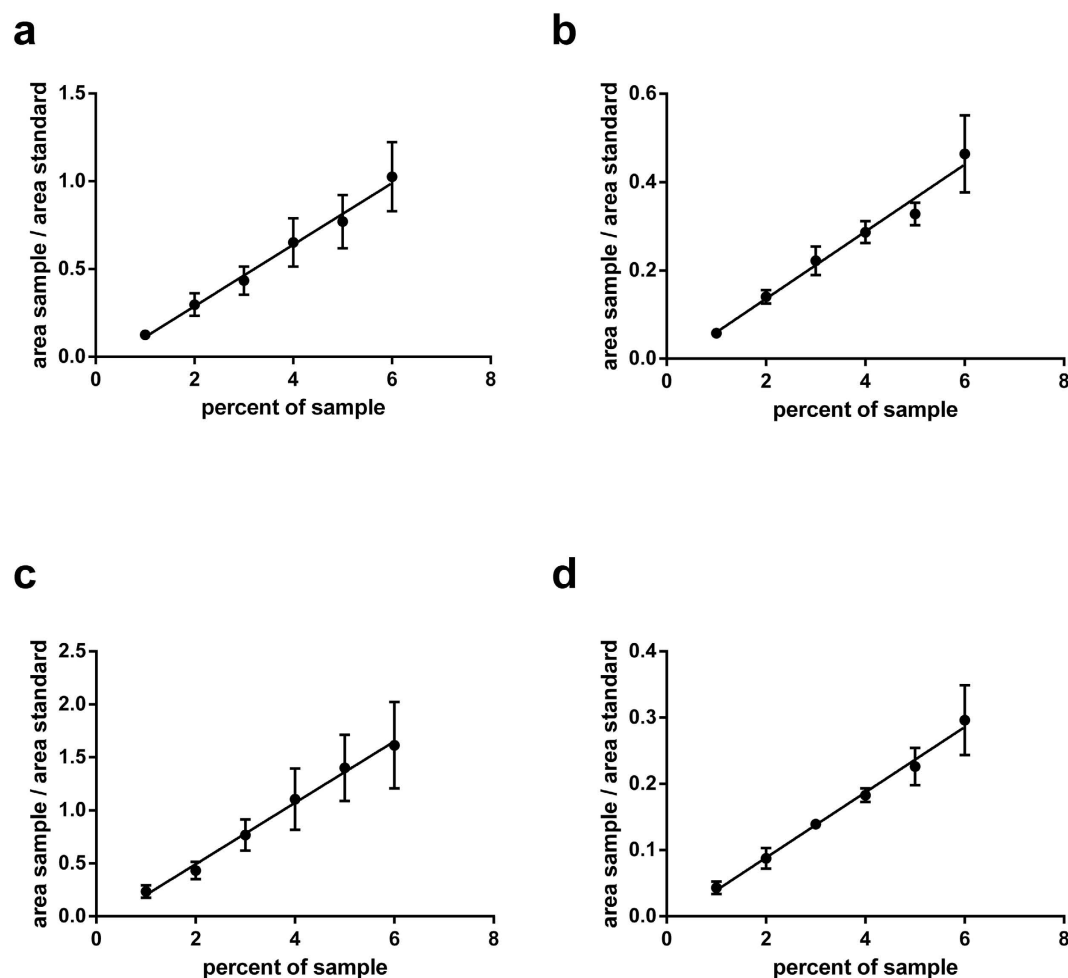 a
area sample / area standard
1.5
1.0
0.5
0.0
0 2 4 6 8
percent of sample
b
area sample / area standard
0.6
0.4
0.2
0.0
0 2 4 6 8
percent of sample
c
area sample / area standard
2.5
2.0
1.5
1.0
0.5
0.0
0 2 4 6 8
percent of sample
d
area sample / area standard
0.4
0.3
0.2
0.1
0.0
0 2 4 6 8
percent of sample